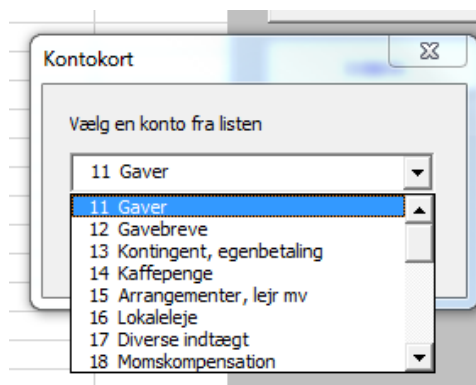 Kontokort
Vælg en konto fra listen
11 Gaver
11 Gaver
12 Gavebreve
13 Kontingent, egenbetaling
14 Kaffepenge
15 Arrangementer, lejr mv
16 Lokaleleje
17 Diverse indtægt
18 Momskompensation